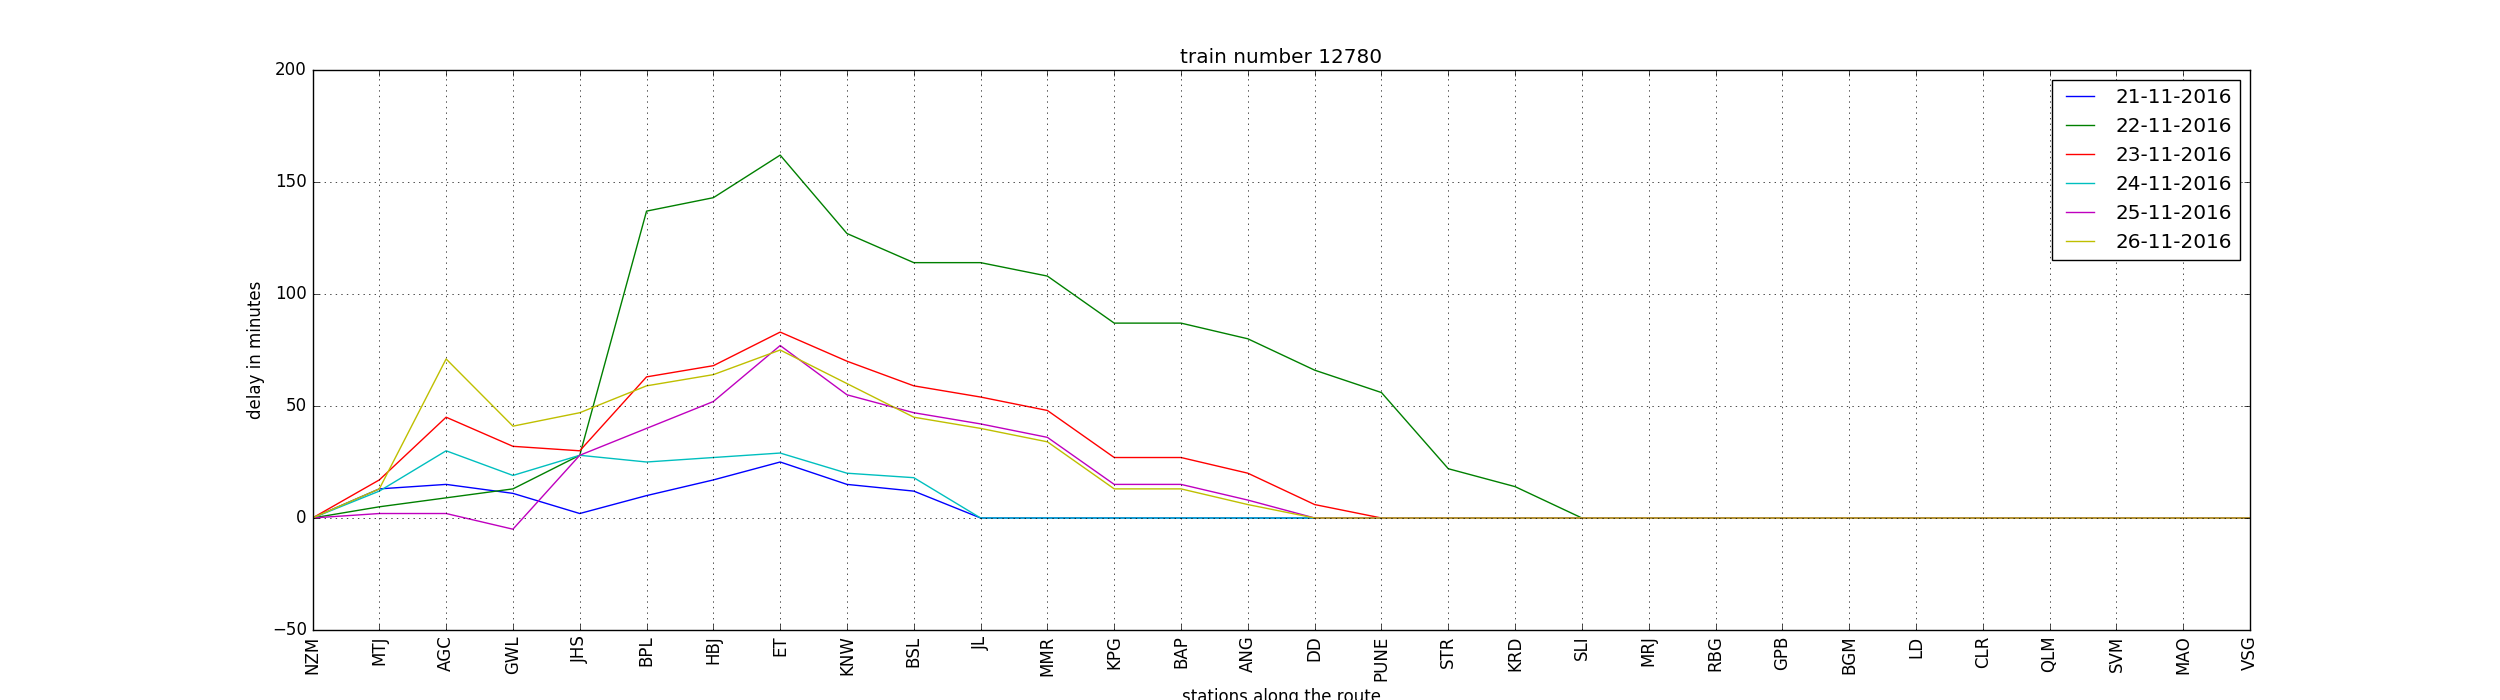 train number 12780
200
150
100
50
0
−50
delay in minutes
21-11-2016
22-11-2016
23-11-2016
24-11-2016
25-11-2016
26-11-2016
NZM
MTJ
AGC
GWL
JHS
BPL
HBJ
ET
KNW
BSL
JL
MMR
KPG
BAP
ANG
DD
PUNE
STR
KRD
SLI
MRJ
RBG
GPB
BGM
LD
CLR
QLM
SVM
MAO
VSG
stations along the route